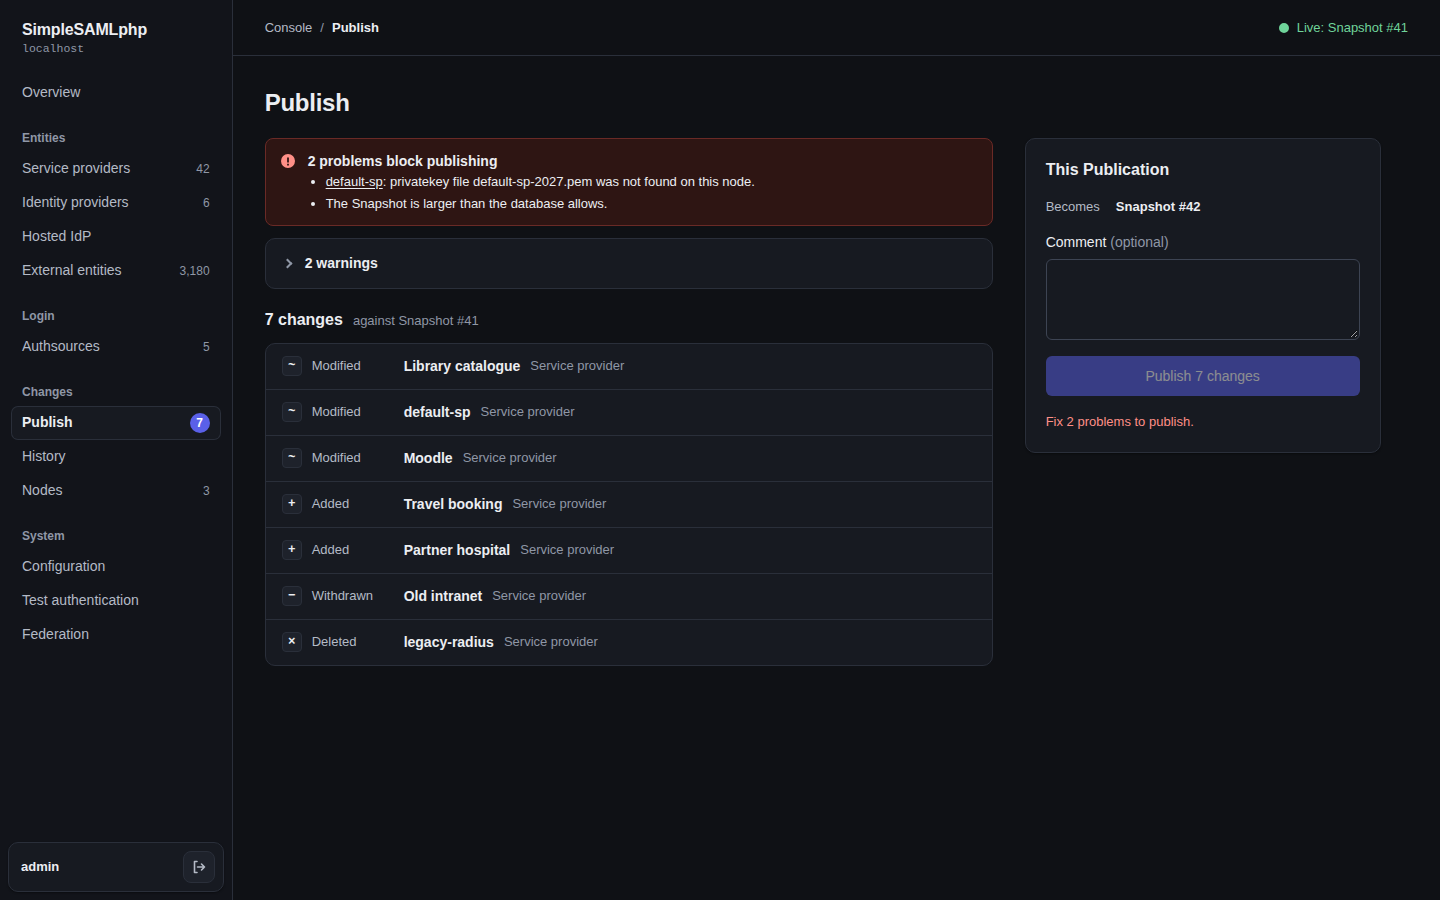 SimpleSAMLphp
localhost
Overview
Entities
Service providers 42
Identity providers 6
Hosted IdP
External entities 3,180
Login
Authsources 5
Changes
Publish 7
History
Nodes 3
System
Configuration
Test authentication
Federation
admin
Console / Publish
Live: Snapshot #41
Publish
2 problems block publishing
• default-sp: privatekey file default-sp-2027.pem was not found on this node.
• The Snapshot is larger than the database allows.
2 warnings
7 changes against Snapshot #41
~ Modified Library catalogue Service provider
~ Modified default-sp Service provider
~ Modified Moodle Service provider
+ Added Travel booking Service provider
+ Added Partner hospital Service provider
− Withdrawn Old intranet Service provider
× Deleted legacy-radius Service provider
This Publication
Becomes Snapshot #42
Comment (optional)
Publish 7 changes
Fix 2 problems to publish.